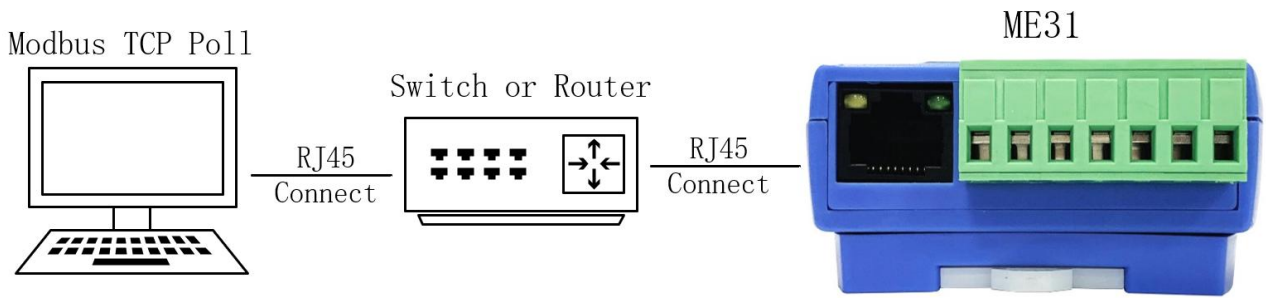 ME31
Modbus TCP Poll
Switch or Router
RJ45
Connect
RJ45
Connect